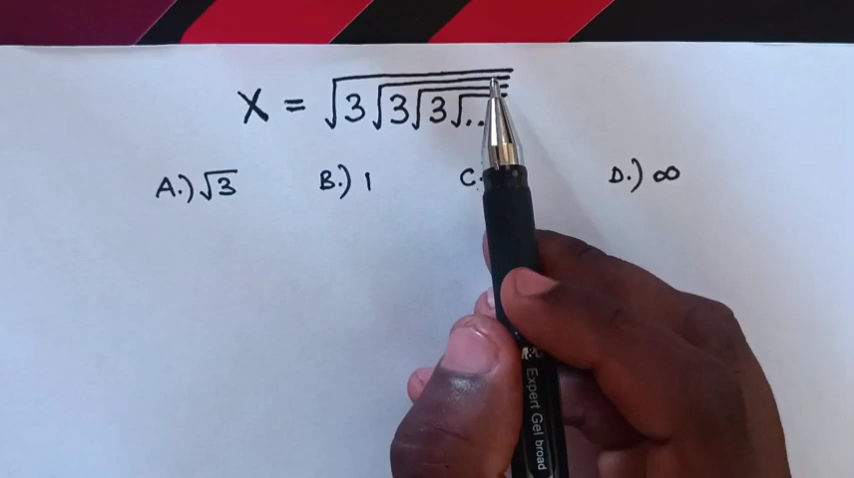 X = √3√3√3√..
A.) √3 B.) 1 C. D.) ∞
Expert Gel broad